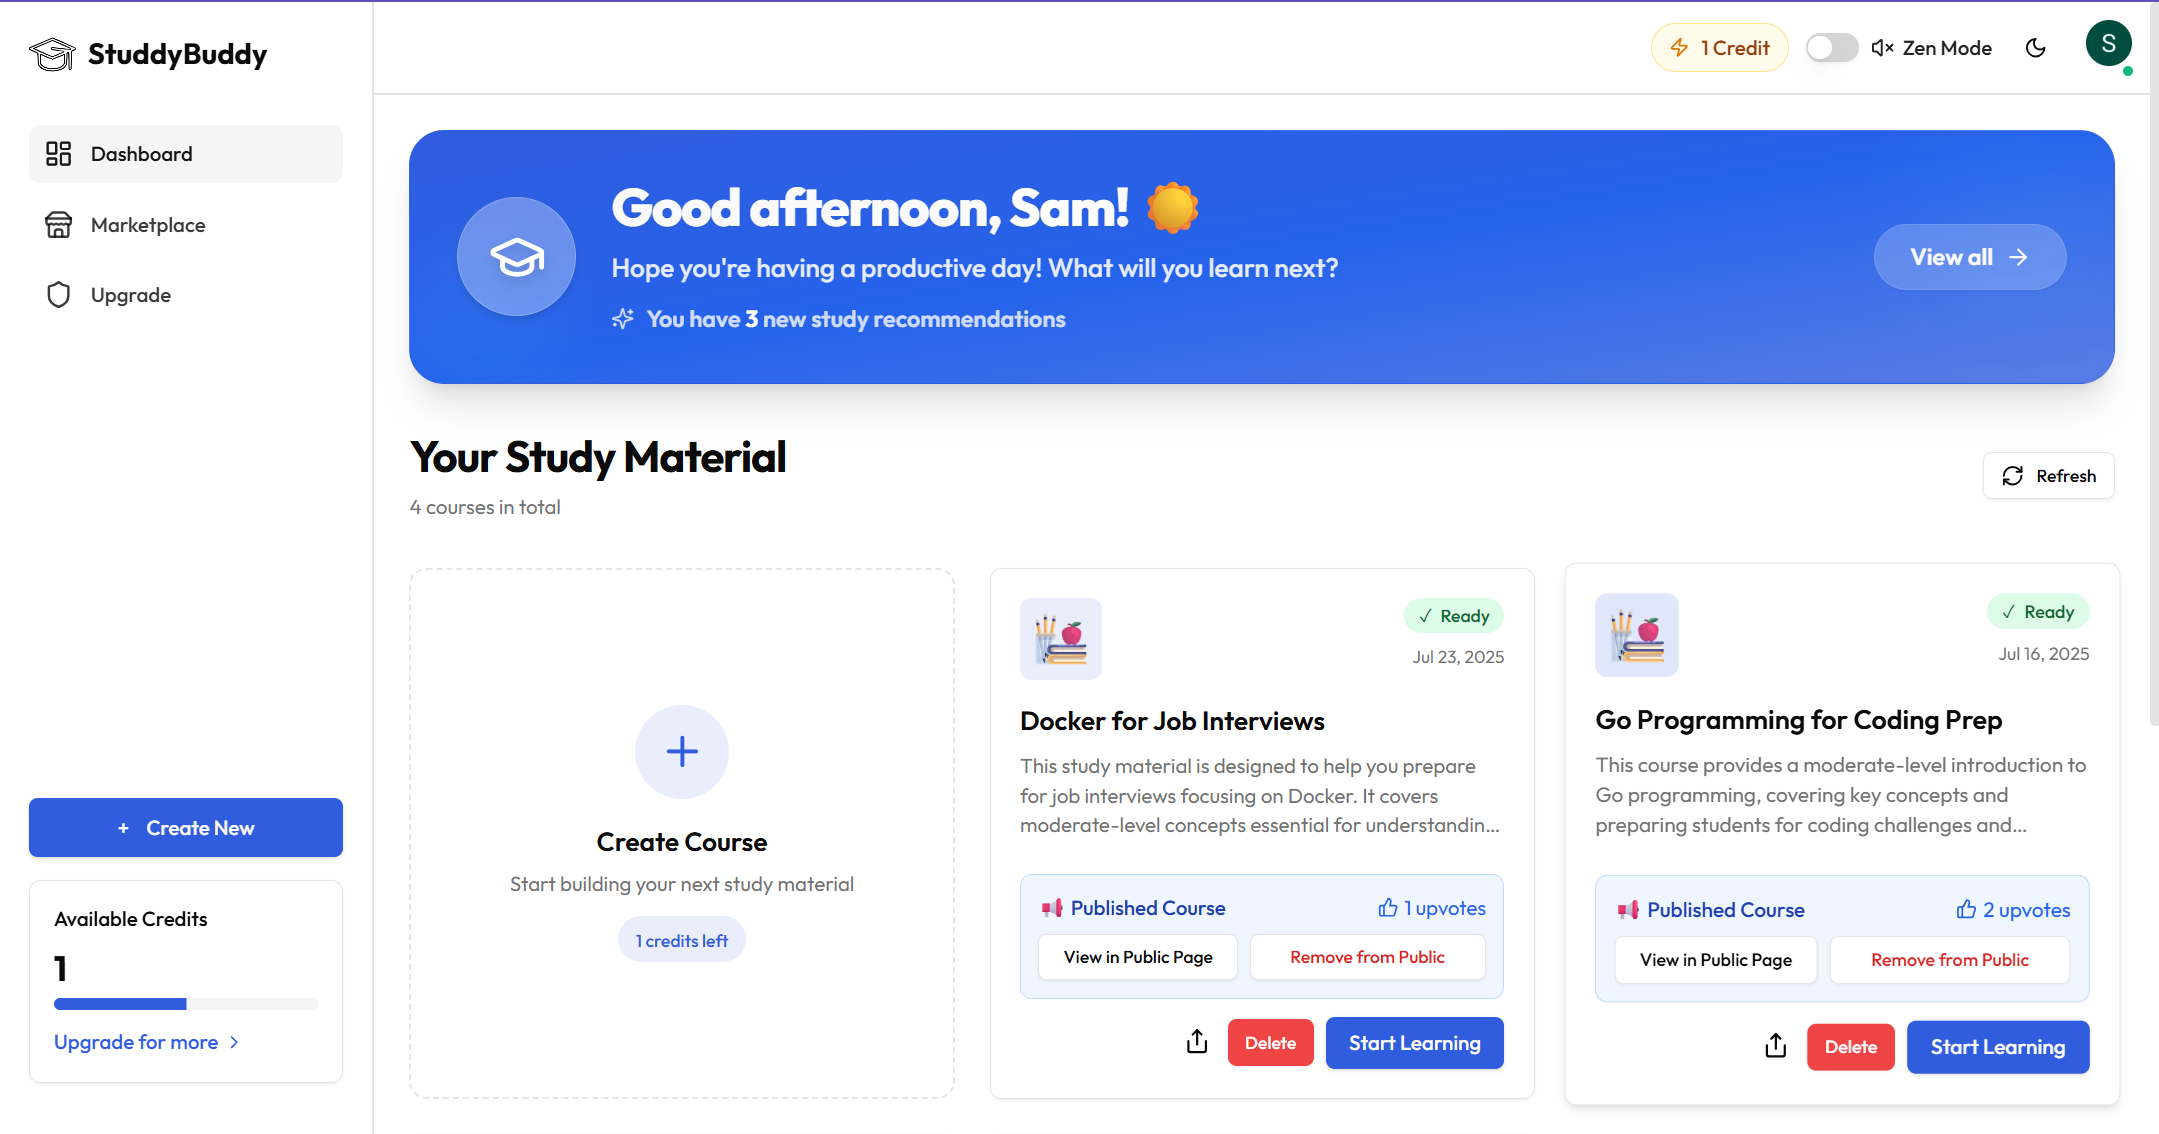 StuddyBuddy
Dashboard
Marketplace
Upgrade
+ Create New
Available Credits
1
Upgrade for more
1 Credit
Zen Mode
S
Good afternoon, Sam!
Hope you're having a productive day! What will you learn next?
You have 3 new study recommendations
View all
Your Study Material
4 courses in total
Refresh
Create Course
Start building your next study material
1 credits left
✓ Ready
Jul 23, 2025
Docker for Job Interviews
This study material is designed to help you prepare
for job interviews focusing on Docker. It covers
moderate-level concepts essential for understandin...
Published Course
1 upvotes
View in Public Page
Remove from Public
Delete
Start Learning
✓ Ready
Jul 16, 2025
Go Programming for Coding Prep
This course provides a moderate-level introduction to
Go programming, covering key concepts and
preparing students for coding challenges and...
Published Course
2 upvotes
View in Public Page
Remove from Public
Delete
Start Learning